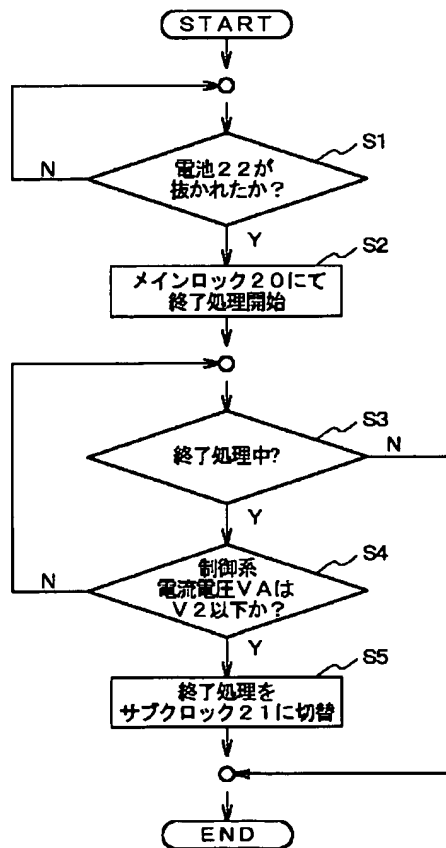 START
S1
電池22が
抜かれたか?
N
Y
S2
メインロック20にて
終了処理開始
S3
終了処理中?
N
Y
S4
制御系
電流電圧VAは
V2以下か?
N
Y
S5
終了処理を
サブクロック21に切替
END